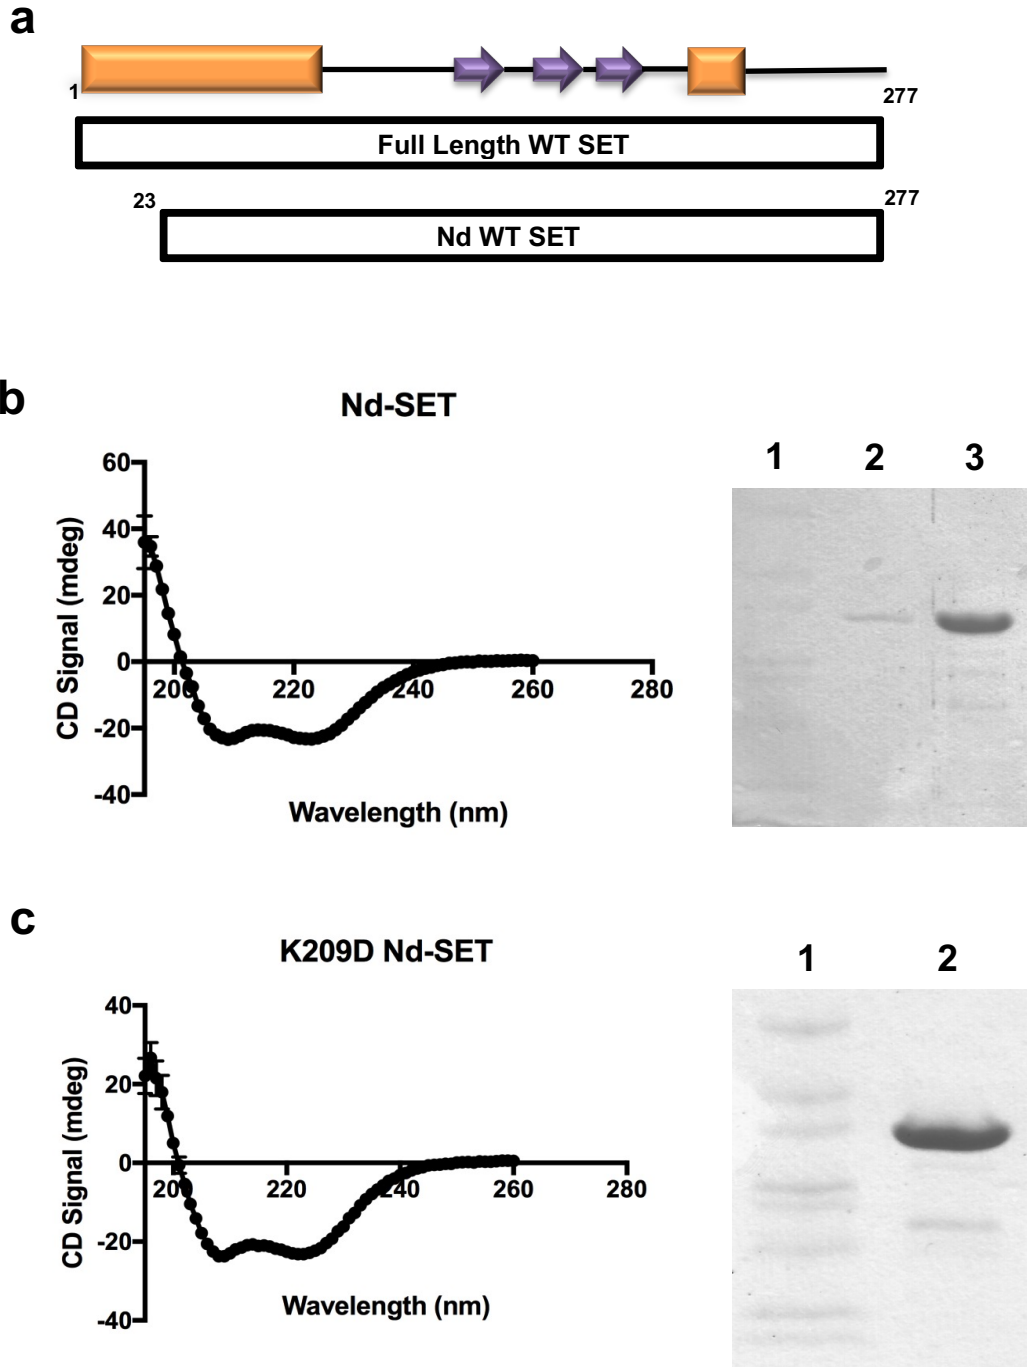 a
1
277
Full Length WT SET
23
277
Nd WT SET
b
Nd-SET
1 2 3
60
40
20
0
-20
-40
200 220 240 260 280
CD Signal (mdeg)
Wavelength (nm)
c
K209D Nd-SET
1 2
40
20
0
-20
-40
200 220 240 260 280
CD Signal (mdeg)
Wavelength (nm)